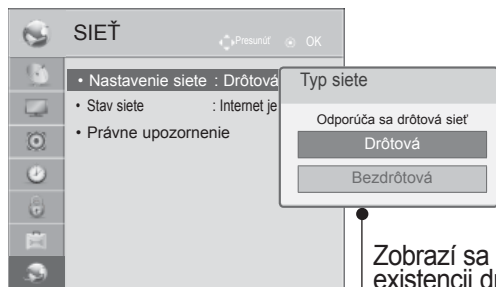 SIEŤ
Presunúť OK
• Nastavenie siete : Drôtová
• Stav siete : Internet je
• Právne upozornenie
Typ siete
Odporúča sa drôtová sieť
Drôtová
Bezdrôtová
Zobrazí sa
existencii